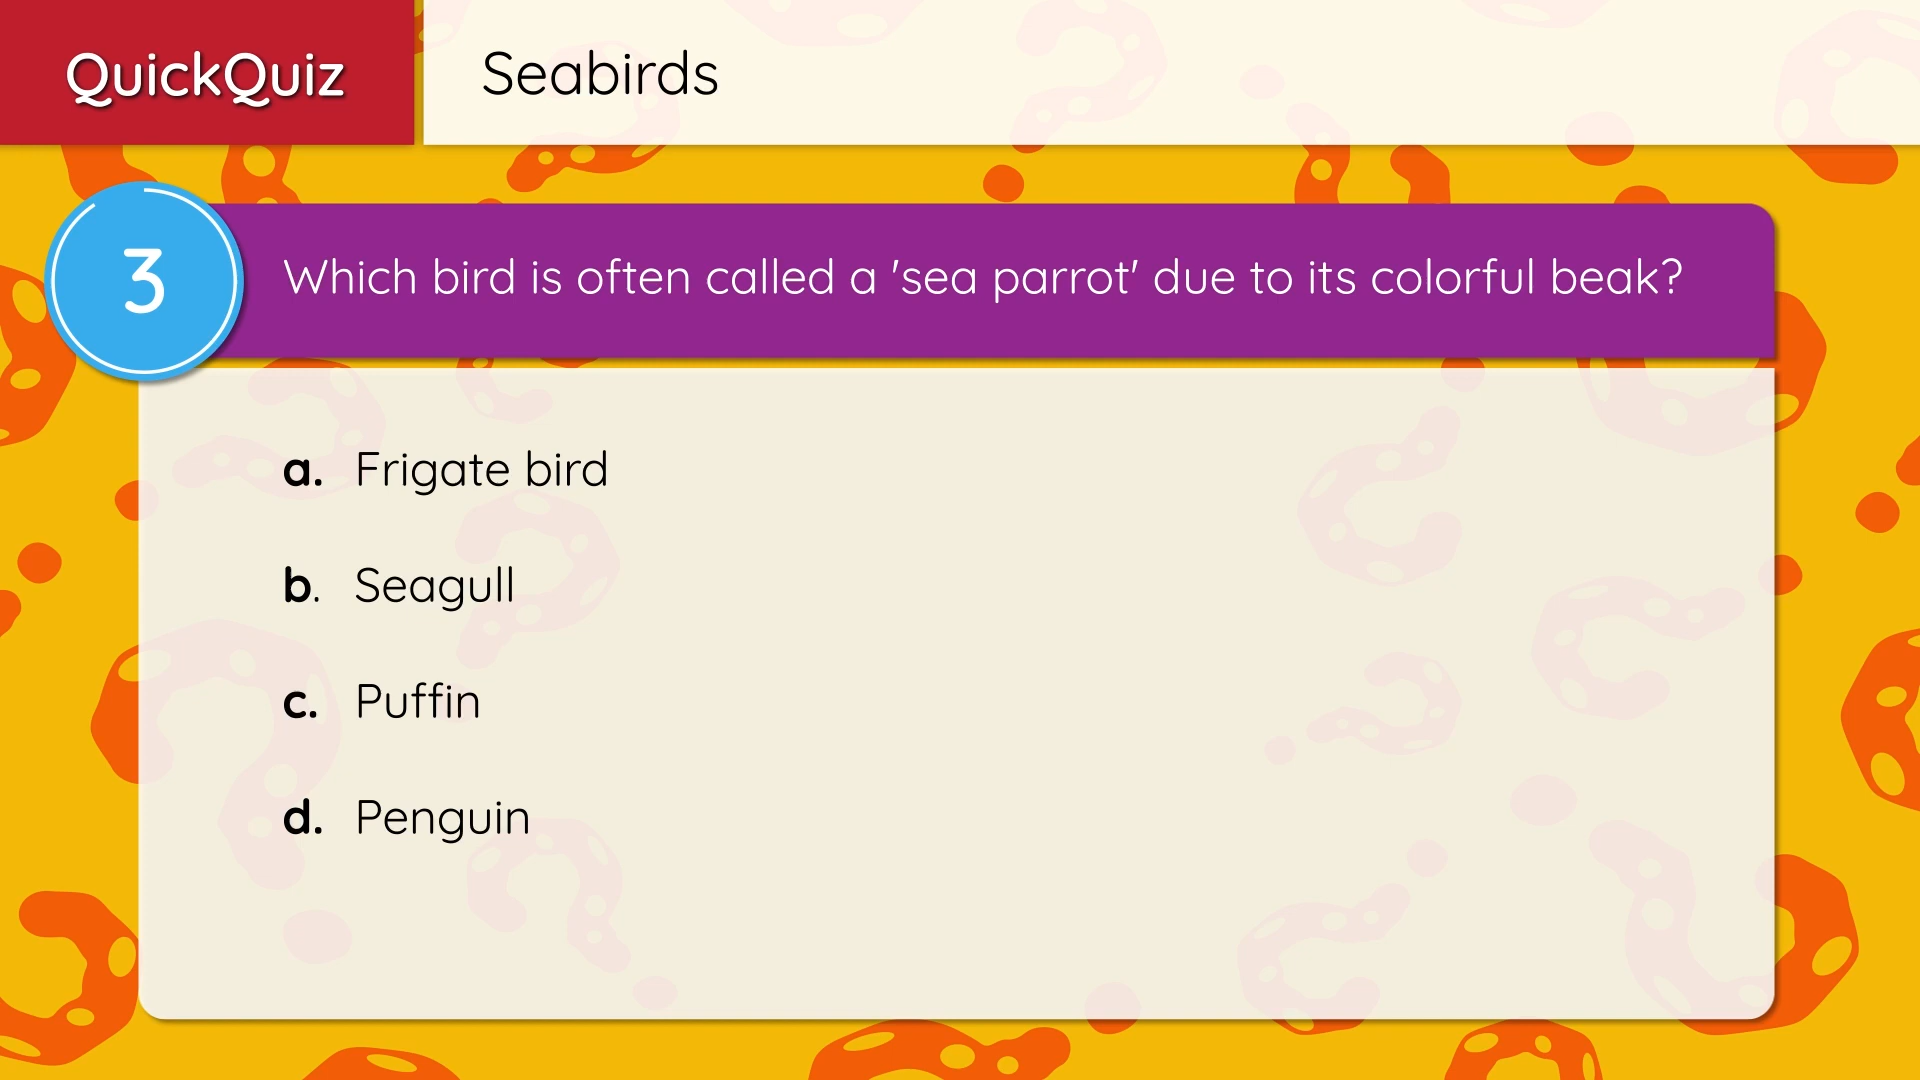 QuickQuiz
Seabirds
3
Which bird is often called a 'sea parrot' due to its colorful beak?
a. Frigate bird
b. Seagull
c. Puffin
d. Penguin